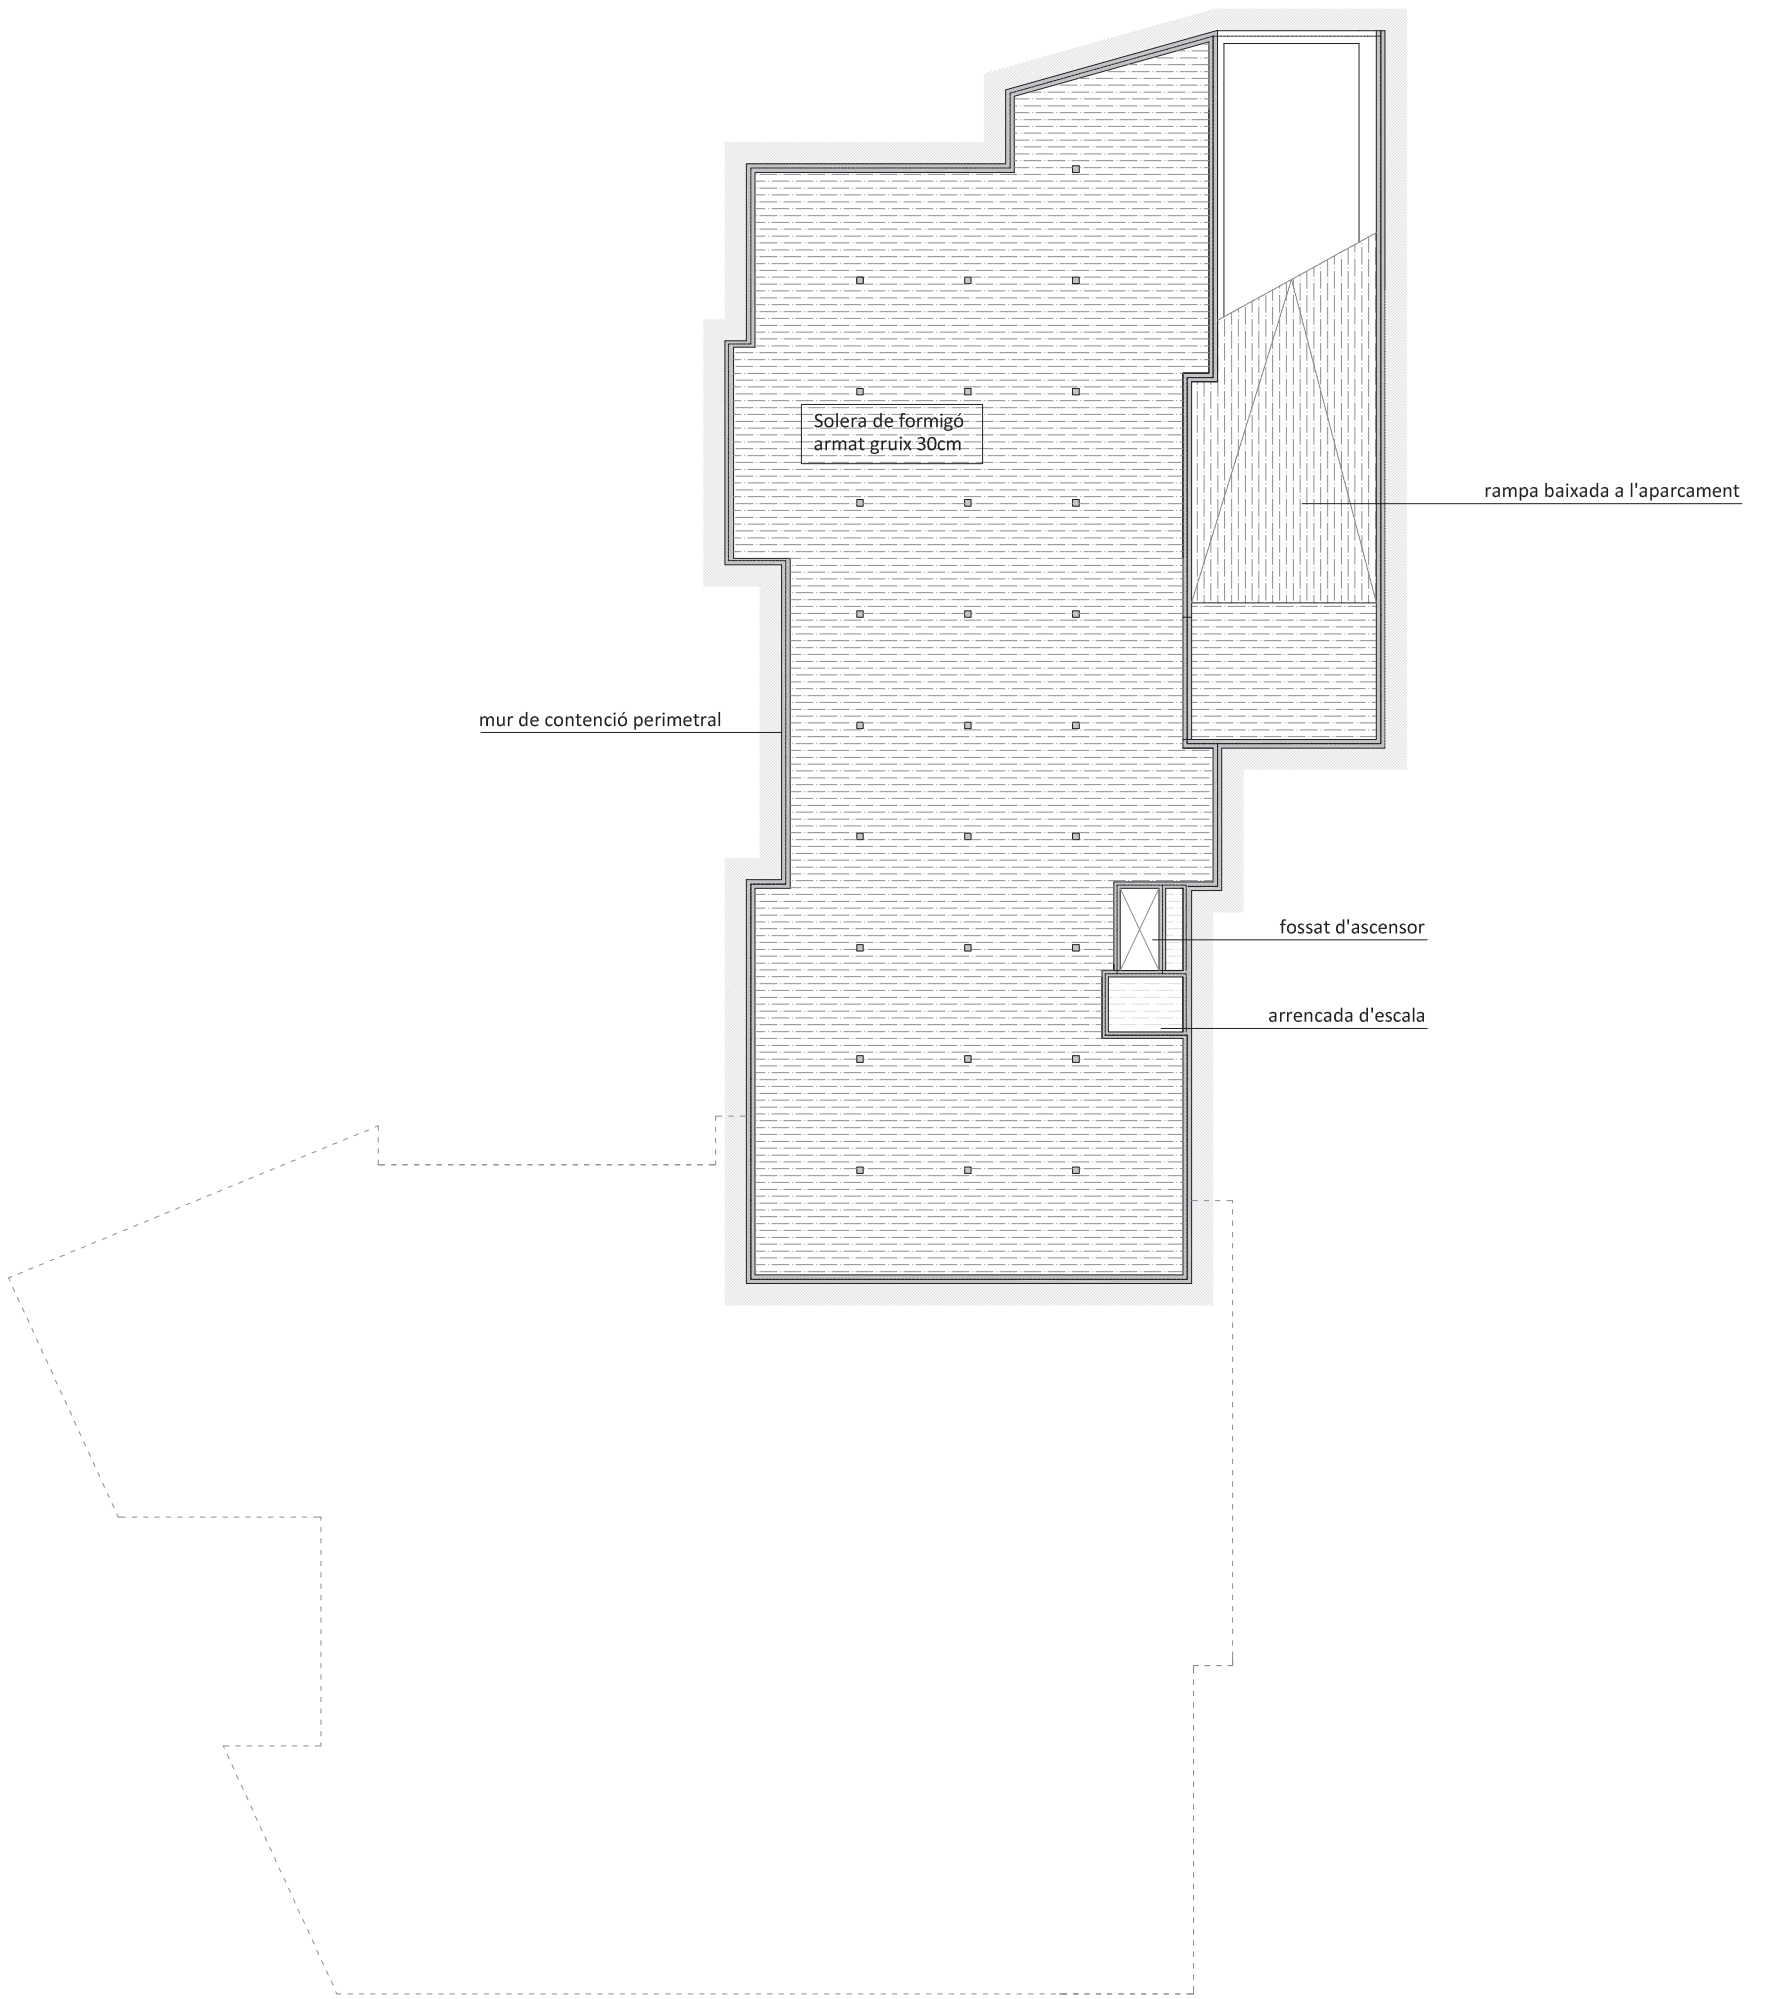 Solera de formigó
armat gruix 30cm
rampa baixada a l'aparcament
mur de contenció perimetral
fossat d'ascensor
arrencada d'escala